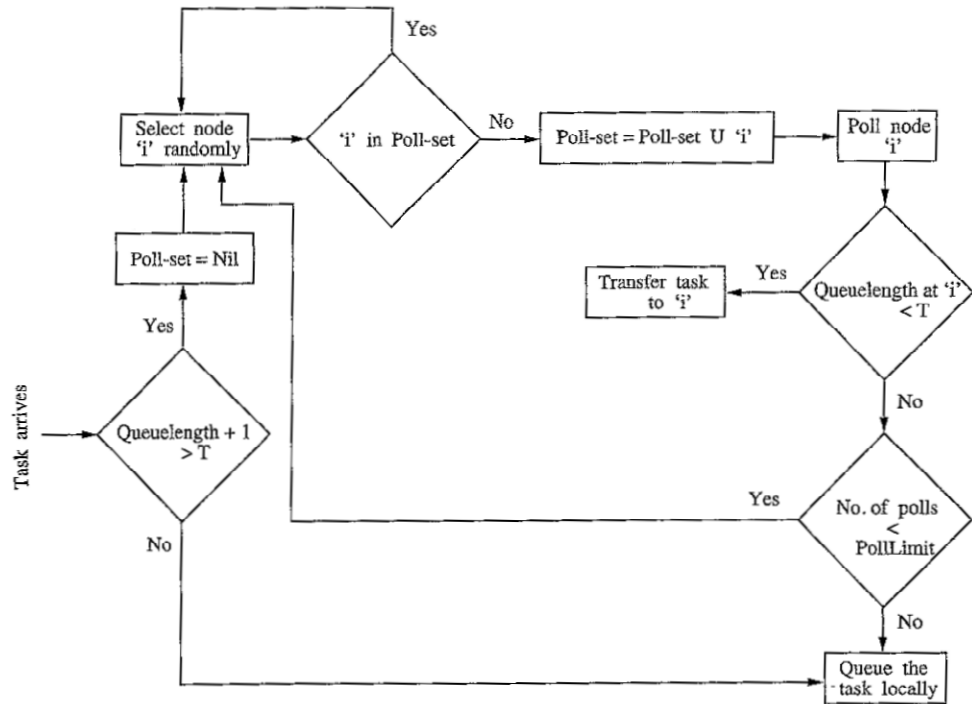 Yes
Select node
‘i’ randomly
‘i’ in Poll-set
No
Poll-set = Poll-set U ‘i’
Poll node
‘i’
Poll-set = Nil
Yes
Transfer task
to ‘i’
Yes
Queuelength at ‘i’
< T
No
Task arrives
Queuelength + 1
> T
No
Yes
No. of polls
<
PollLimit
No
Queue the
task locally